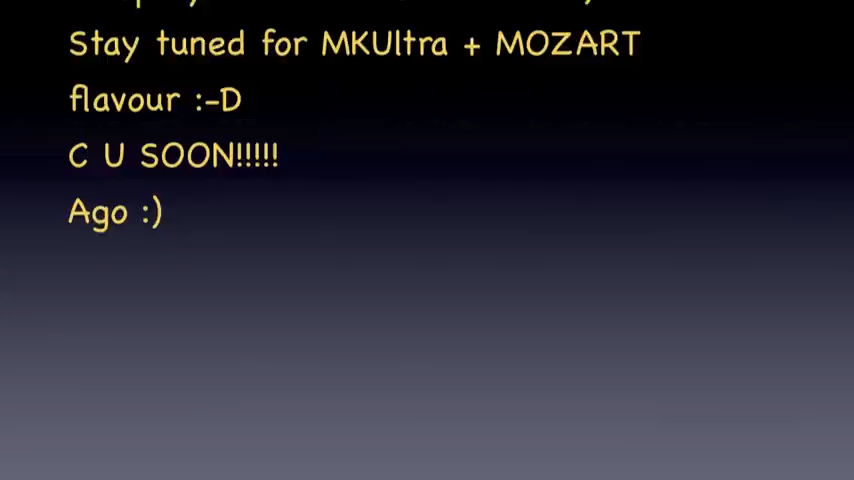 Stay tuned for MKUltra + MOZART
flavour :-D
C U SOON!!!!!
Ago :)